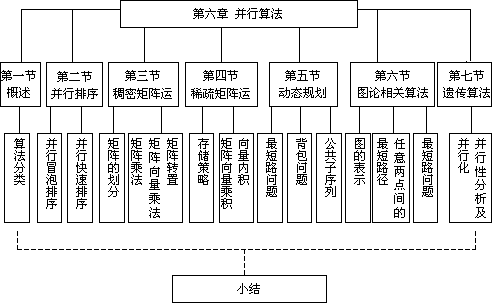 第六章 并行算法
第一节
概述
第二节
并行排序
第三节
稠密矩阵运
第四节
稀疏矩阵运
第五节
动态规划
第六节
图论相关算法
第七节
遗传算法
算法分类
并行冒泡排序
并行快速排序
矩阵的划分
矩阵转置
矩阵向量乘法
矩阵乘法
存储策略
向量内积
矩阵向量乘积
最短路问题
背包问题
公共子序列
图的表示
任意两点间的
最短路径
最短路问题
并行性分析及
并行化
小结